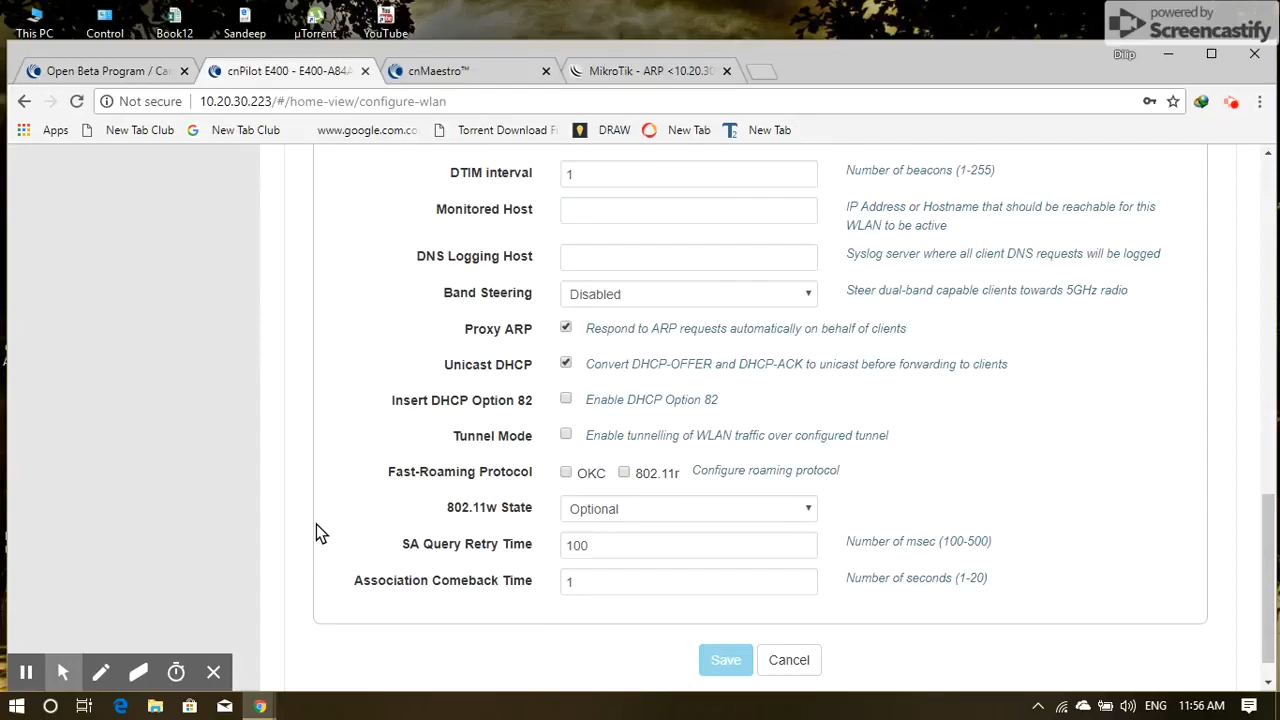 This PC
Control
Book12
Sandeep
µTorrent
YouTube
powered by
Screencastify
Dilip
Open Beta Program / Ca
cnPilot E400 - E400-A84A
cnMaestro™
MikroTik - ARP <10.20.30
Not secure
10.20.30.223/#/home-view/configure-wlan
Apps
New Tab Club
New Tab Club
www.google.com.co
Torrent Download F
DRAW
New Tab
New Tab
DTIM interval
1
Number of beacons (1-255)
Monitored Host
IP Address or Hostname that should be reachable for this
WLAN to be active
DNS Logging Host
Syslog server where all client DNS requests will be logged
Band Steering
Disabled
Steer dual-band capable clients towards 5GHz radio
Proxy ARP
Respond to ARP requests automatically on behalf of clients
Unicast DHCP
Convert DHCP-OFFER and DHCP-ACK to unicast before forwarding to clients
Insert DHCP Option 82
Enable DHCP Option 82
Tunnel Mode
Enable tunnelling of WLAN traffic over configured tunnel
Fast-Roaming Protocol
OKC
802.11r
Configure roaming protocol
802.11w State
Optional
SA Query Retry Time
100
Number of msec (100-500)
Association Comeback Time
1
Number of seconds (1-20)
Save
Cancel
ENG
11:56 AM